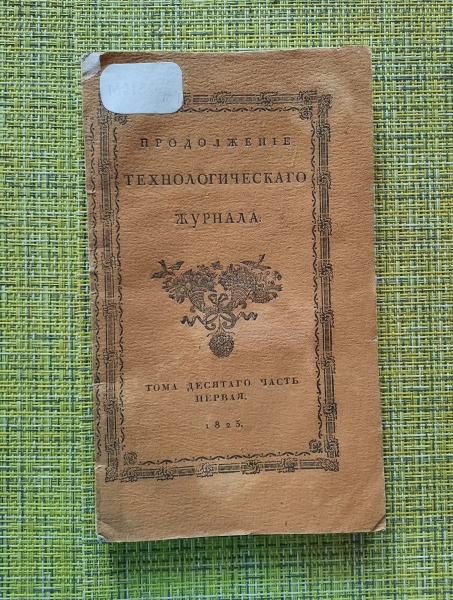 ПРОДОЛЖЕНІЕ
ТЕХНОЛОГИЧЕСКАГО
ЖУРНАЛА.
ТОМА ДЕСЯТАГО ЧАСТЬ
ПЕРВАЯ.
1825.